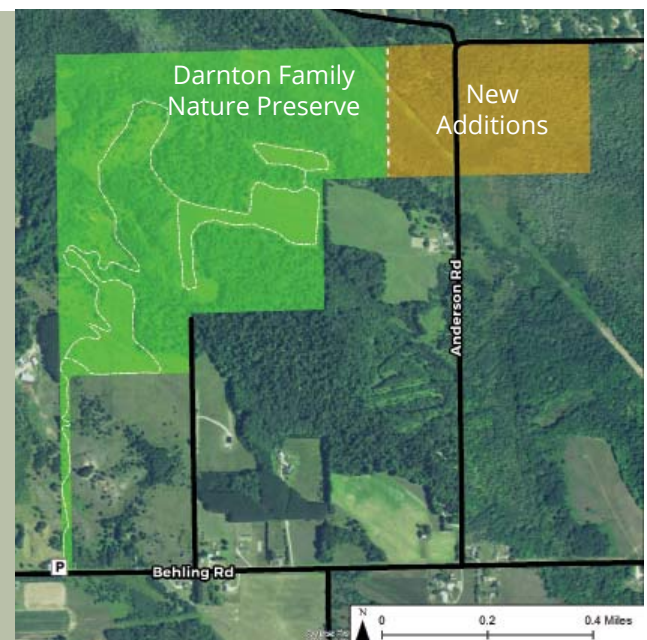 Darnton Family
Nature Preserve
New
Additions
Anderson Rd
P
Behling Rd
N
0 0.2 0.4 Miles